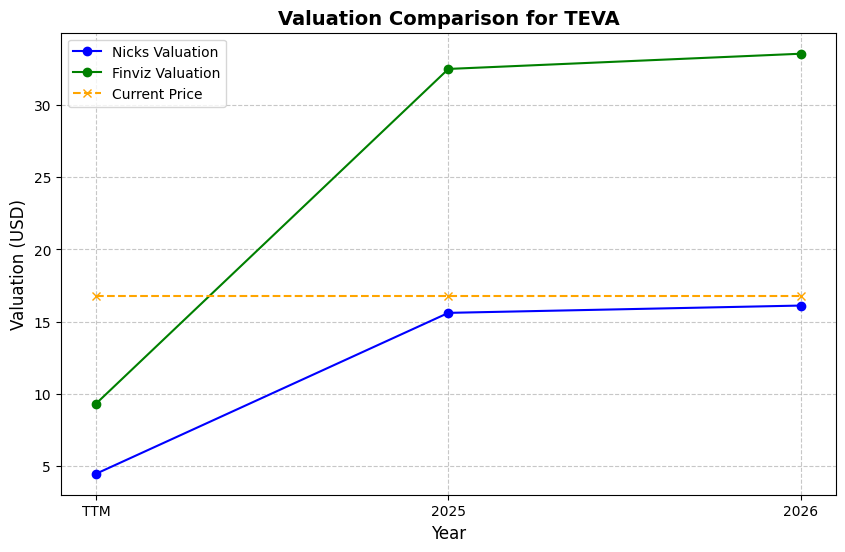 Valuation Comparison for TEVA
Nicks Valuation
Finviz Valuation
Current Price
Valuation (USD)
30
25
20
15
10
5
TTM
2025
2026
Year